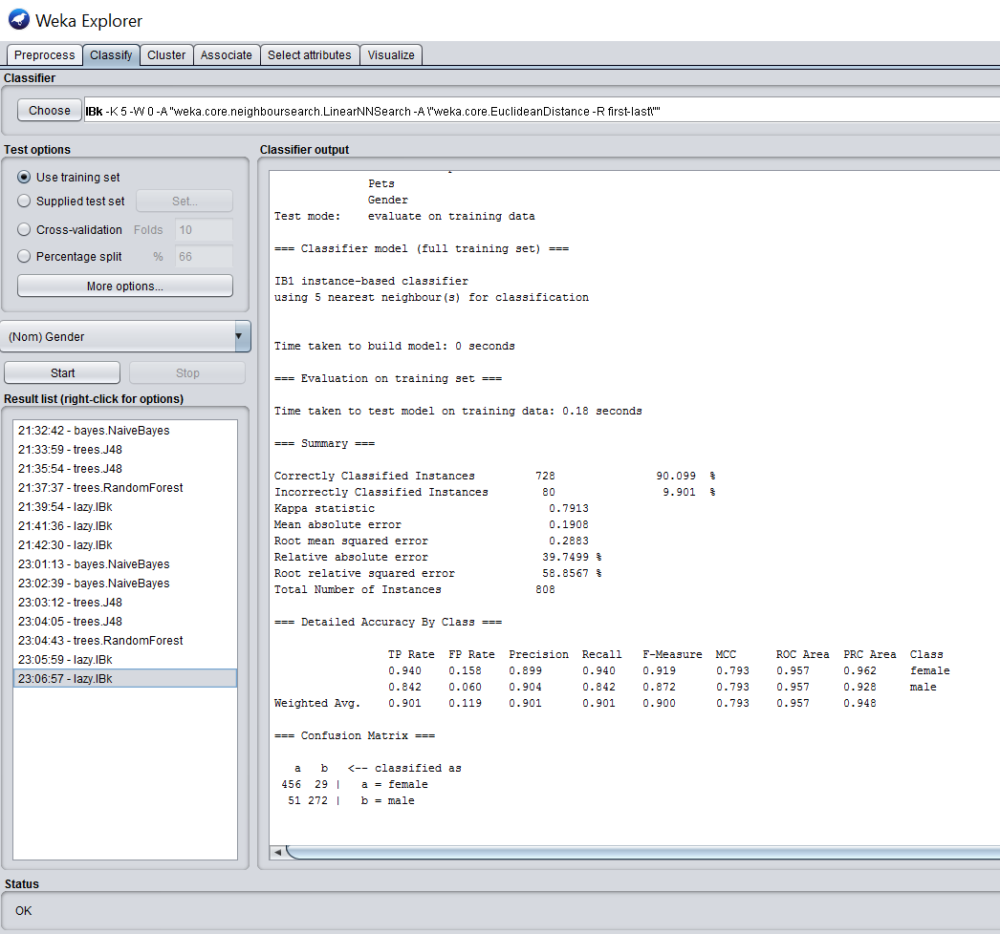 Weka Explorer
Preprocess Classify Cluster Associate Select attributes Visualize
Classifier
Choose IBk -K 5 -W 0 -A "weka.core.neighboursearch.LinearNNSearch -A \"weka.core.EuclideanDistance -R first-last\""
Test options
Use training set
Supplied test set Set...
Cross-validation Folds 10
Percentage split % 66
More options...
(Nom) Gender
Start Stop
Result list (right-click for options)
21:32:42 - bayes.NaiveBayes
21:33:59 - trees.J48
21:35:54 - trees.J48
21:37:37 - trees.RandomForest
21:39:54 - lazy.IBk
21:41:36 - lazy.IBk
21:42:30 - lazy.IBk
23:01:13 - bayes.NaiveBayes
23:02:39 - bayes.NaiveBayes
23:03:12 - trees.J48
23:04:05 - trees.J48
23:04:43 - trees.RandomForest
23:05:59 - lazy.IBk
23:06:57 - lazy.IBk
Classifier output
Pets
Gender
Test mode: evaluate on training data
=== Classifier model (full training set) ===
IB1 instance-based classifier
using 5 nearest neighbour(s) for classification
Time taken to build model: 0 seconds
=== Evaluation on training set ===
Time taken to test model on training data: 0.18 seconds
=== Summary ===
Correctly Classified Instances 728 90.099 %
Incorrectly Classified Instances 80 9.901 %
Kappa statistic 0.7913
Mean absolute error 0.1908
Root mean squared error 0.2883
Relative absolute error 39.7499 %
Root relative squared error 58.8567 %
Total Number of Instances 808
=== Detailed Accuracy By Class ===
TP Rate FP Rate Precision Recall F-Measure MCC ROC Area PRC Area Class
0.940 0.158 0.899 0.940 0.919 0.793 0.957 0.962 female
0.842 0.060 0.904 0.842 0.872 0.793 0.957 0.928 male
Weighted Avg. 0.901 0.119 0.901 0.901 0.900 0.793 0.957 0.948
=== Confusion Matrix ===
a b <-- classified as
456 29 | a = female
51 272 | b = male
Status
OK